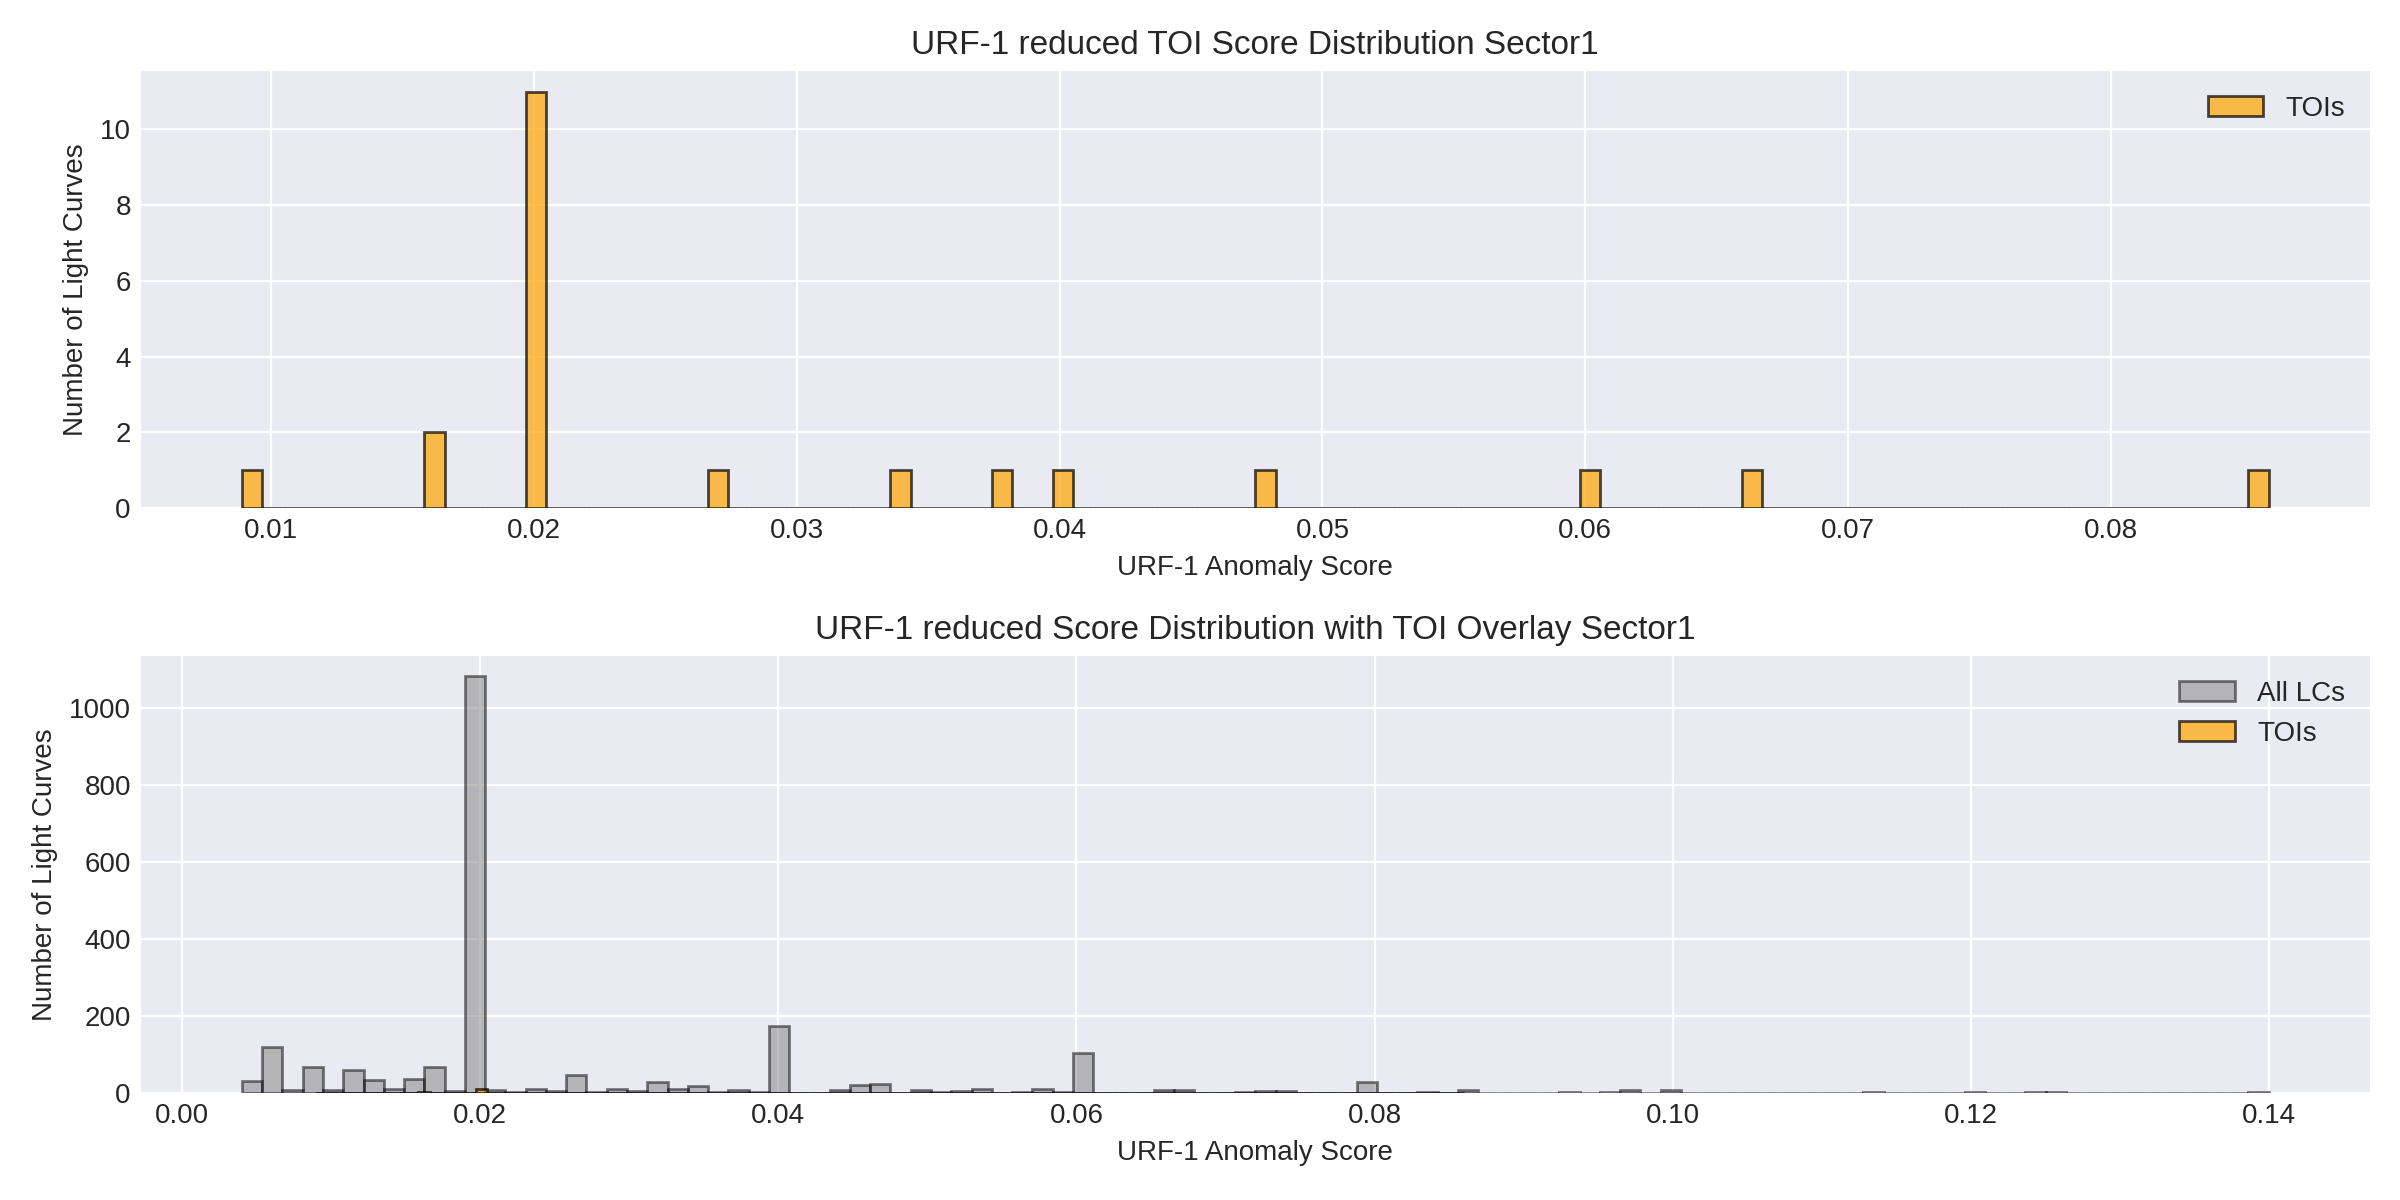 URF-1 reduced TOI Score Distribution Sector1
TOIs
Number of Light Curves
10
8
6
4
2
0
0.01 0.02 0.03 0.04 0.05 0.06 0.07 0.08
URF-1 Anomaly Score
URF-1 reduced Score Distribution with TOI Overlay Sector1
All LCs
TOIs
Number of Light Curves
1000
800
600
400
200
0
0.00 0.02 0.04 0.06 0.08 0.10 0.12 0.14
URF-1 Anomaly Score